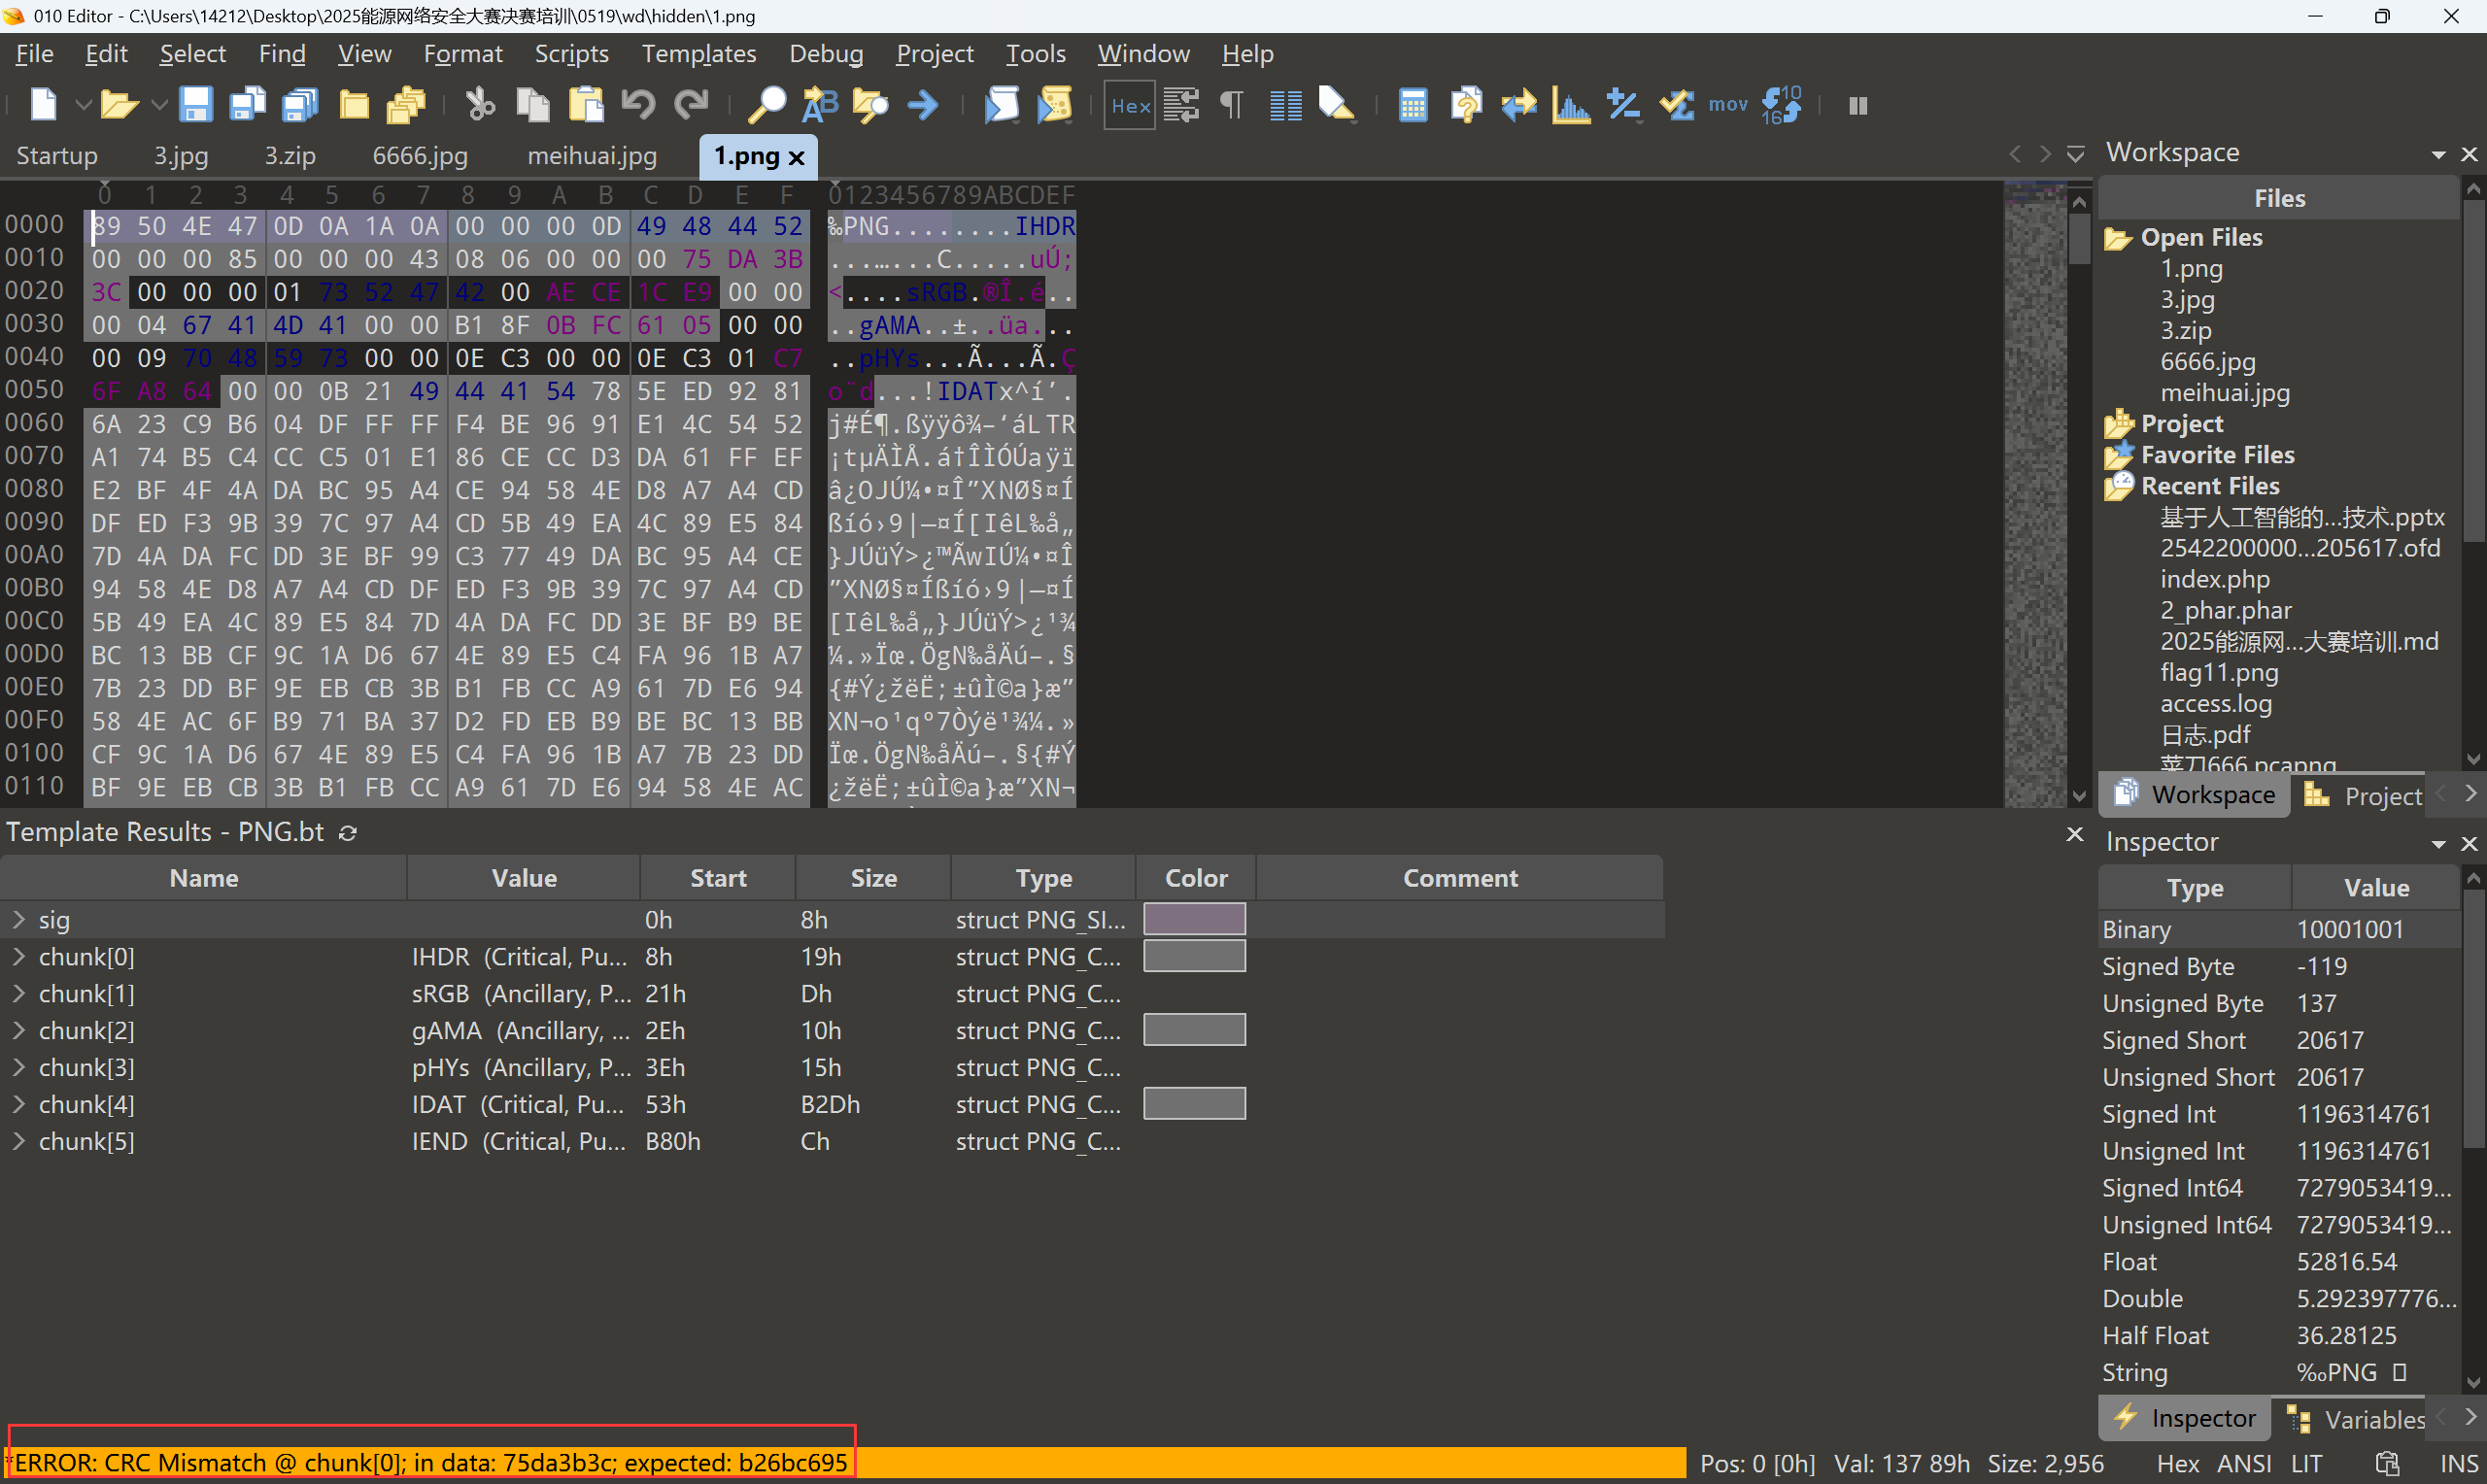 010 Editor - C:\Users\14212\Desktop\2025能源网络安全大赛决赛培训\0519\wd\hidden\1.png
File Edit Select Find View Format Scripts Templates Debug Project Tools Window Help
Hex mov 10 16
Startup 3.jpg 3.zip 6666.jpg meihuai.jpg 1.png
0 1 2 3 4 5 6 7 8 9 A B C D E F 0123456789ABCDEF
0000 89 50 4E 47 0D 0A 1A 0A 00 00 00 0D 49 48 44 52 ‰PNG........IHDR
0010 00 00 00 85 00 00 00 43 08 06 00 00 00 75 DA 3B ...…...C.....uÚ;
0020 3C 00 00 00 01 73 52 47 42 00 AE CE 1C E9 00 00 <....sRGB.®Î.é..
0030 00 04 67 41 4D 41 00 00 B1 8F 0B FC 61 05 00 00 ..gAMA..±..üa...
0040 00 09 70 48 59 73 00 00 0E C3 00 00 0E C3 01 C7 ..pHYs...Ã...Ã.Ç
0050 6F A8 64 00 00 0B 21 49 44 41 54 78 5E ED 92 81 o¨d...!IDATx^í’.
0060 6A 23 C9 B6 04 DF FF FF F4 BE 96 91 E1 4C 54 52 j#É¶.ßÿÿô¾–‘áLTR
0070 A1 74 B5 C4 CC C5 01 E1 86 CE CC D3 DA 61 FF EF ¡tµÄÌÅ.á†ÎÌÓÚaÿï
0080 E2 BF 4F 4A DA BC 95 A4 CE 94 58 4E D8 A7 A4 CD â¿OJÚ¼•¤Î”XNØ§¤Í
0090 DF ED F3 9B 39 7C 97 A4 CD 5B 49 EA 4C 89 E5 84 ßíó›9|—¤Í[IêL‰å„
00A0 7D 4A DA FC DD 3E BF 99 C3 77 49 DA BC 95 A4 CE }JÚüÝ>¿™ÃwIÚ¼•¤Î
00B0 94 58 4E D8 A7 A4 CD DF ED F3 9B 39 7C 97 A4 CD ”XNØ§¤Íßíó›9|—¤Í
00C0 5B 49 EA 4C 89 E5 84 7D 4A DA FC DD 3E BF B9 BE [IêL‰å„}JÚüÝ>¿¹¾
00D0 BC 13 BB CF 9C 1A D6 67 4E 89 E5 C4 FA 96 1B A7 ¼.»Ïœ.ÖgN‰åÄú–.§
00E0 7B 23 DD BF 9E EB CB 3B B1 FB CC A9 61 7D E6 94 {#Ý¿žëË;±ûÌ©a}æ”
00F0 58 4E AC 6F B9 71 BA 37 D2 FD EB B9 BE BC 13 BB XN¬o¹qº7Òýë¹¾¼.»
0100 CF 9C 1A D6 67 4E 89 E5 C4 FA 96 1B A7 7B 23 DD Ïœ.ÖgN‰åÄú–.§{#Ý
0110 BF 9E EB CB 3B B1 FB CC A9 61 7D E6 94 58 4E AC ¿žëË;±ûÌ©a}æ”XN¬
Template Results - PNG.bt
Name Value Start Size Type Color Comment
sig 0h 8h struct PNG_SI...
chunk[0] IHDR (Critical, Pu... 8h 19h struct PNG_C...
chunk[1] sRGB (Ancillary, P... 21h Dh struct PNG_C...
chunk[2] gAMA (Ancillary, ... 2Eh 10h struct PNG_C...
chunk[3] pHYs (Ancillary, P... 3Eh 15h struct PNG_C...
chunk[4] IDAT (Critical, Pu... 53h B2Dh struct PNG_C...
chunk[5] IEND (Critical, Pu... B80h Ch struct PNG_C...
Workspace
Files
Open Files
1.png
3.jpg
3.zip
6666.jpg
meihuai.jpg
Project
Favorite Files
Recent Files
基于人工智能的...技术.pptx
2542200000...205617.ofd
index.php
2_phar.phar
2025能源网...大赛培训.md
flag11.png
access.log
日志.pdf
菜刀666.pcapng
Workspace Project
Inspector
Type Value
Binary 10001001
Signed Byte -119
Unsigned Byte 137
Signed Short 20617
Unsigned Short 20617
Signed Int 1196314761
Unsigned Int 1196314761
Signed Int64 7279053419...
Unsigned Int64 7279053419...
Float 52816.54
Double 5.292397776...
Half Float 36.28125
String ‰PNG
Inspector Variables
*ERROR: CRC Mismatch @ chunk[0]; in data: 75da3b3c; expected: b26bc695
Pos: 0 [0h] Val: 137 89h Size: 2,956 Hex ANSI LIT INS